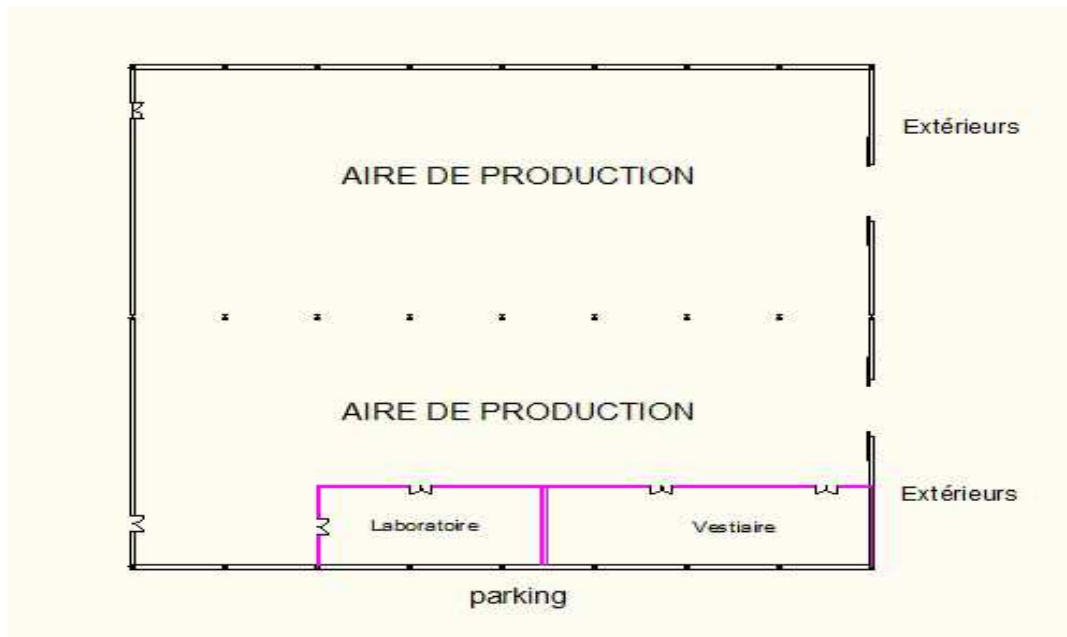 Extérieurs
AIRE DE PRODUCTION
AIRE DE PRODUCTION
Extérieurs
Laboratoire
Vestiaire
parking